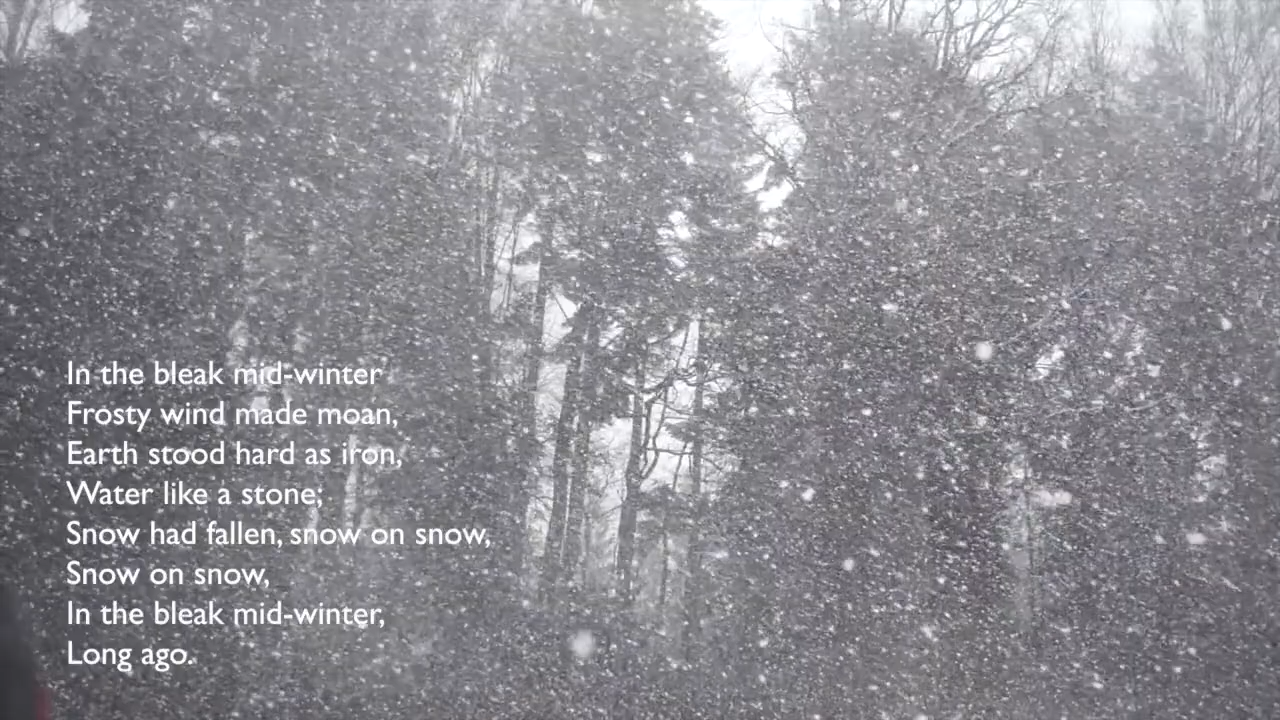 In the bleak mid-winter
Frosty wind made moan,
Earth stood hard as iron,
Water like a stone;
Snow had fallen, snow on snow,
Snow on snow,
In the bleak mid-winter,
Long ago.